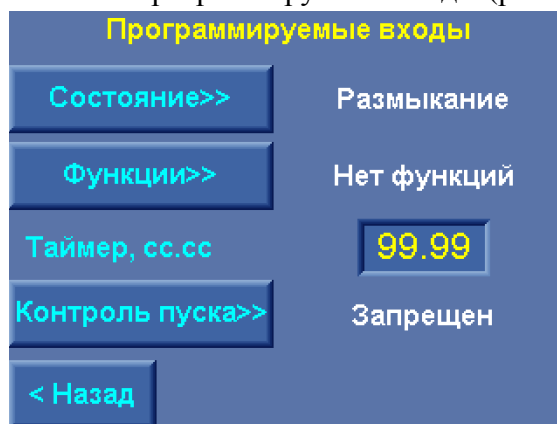 Программируемые входы
Состояние>> Размыкание
Функции>> Нет функций
Таймер, сс.сс 99.99
Контроль пуска>> Запрещен
< Назад